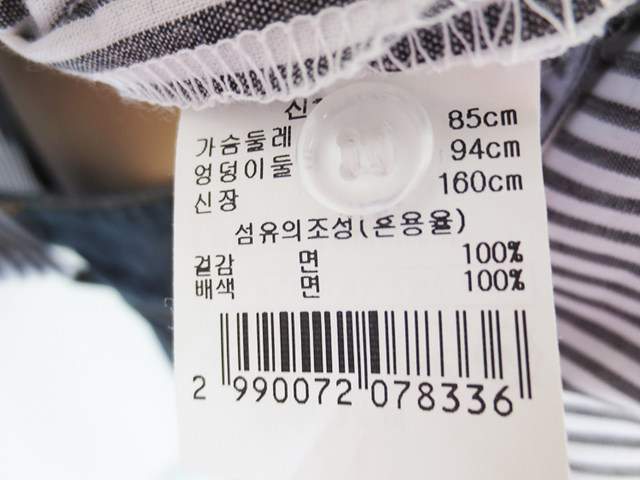 가슴둘레 85cm
엉덩이둘 94cm
신장 160cm
섬유의조성(혼용율)
겉감 면 100%
배색 면 100%
2 990072 078336